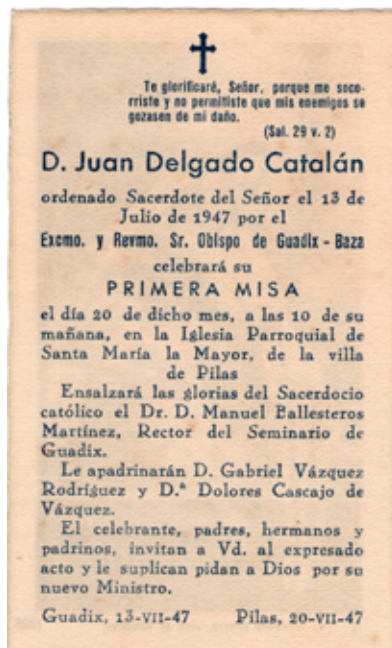 Te glorificaré, Señor, porque me soco-
rriste y no permitiste que mis enemigos se
gozasen de mi daño.
(Sal. 29 v. 2)
D. Juan Delgado Catalán
ordenado Sacerdote del Señor el 13 de
Julio de 1947 por el
Excmo. y Revmo. Sr. Obispo de Guadix - Baza
celebrará su
PRIMERA MISA
el día 20 de dicho mes, a las 10 de su
mañana, en la Iglesia Parroquial de
Santa María la Mayor, de la villa
de Pilas
Ensalzará las glorias del Sacerdocio
católico el Dr. D. Manuel Ballesteros
Martínez, Rector del Seminario de
Guadix.
Le apadrinarán D. Gabriel Vázquez
Rodríguez y D.ª Dolores Cascajo de
Vázquez.
El celebrante, padres, hermanos y
padrinos, invitan a Vd. al expresado
acto y le suplican pidan a Dios por su
nuevo Ministro.
Guadix, 13-VII-47 Pilas, 20-VII-47